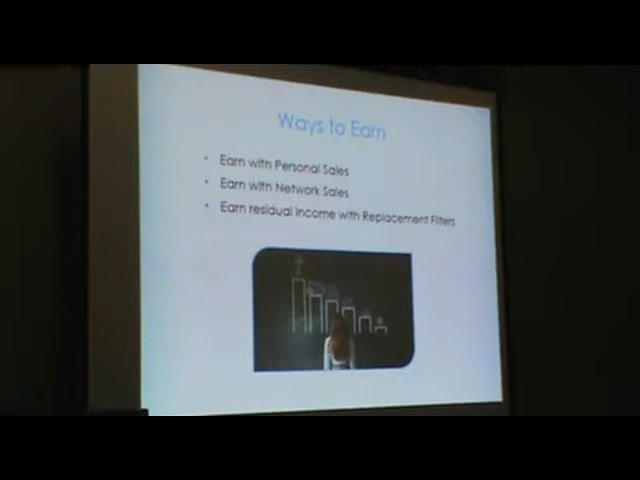 Ways to Earn
Earn with Personal Sales
Earn with Network Sales
Earn residual income with Replacement Filters